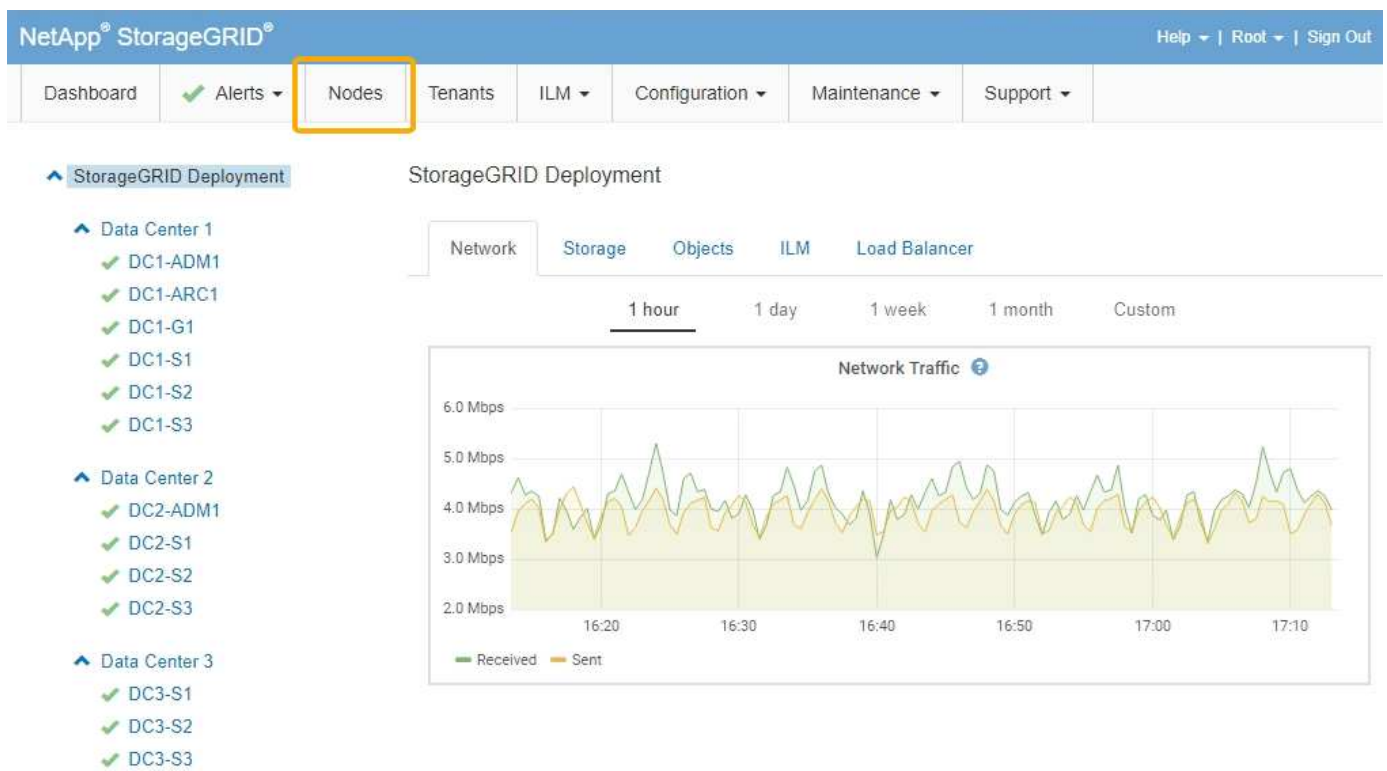 NetApp® StorageGRID®
Help | Root | Sign Out
Dashboard Alerts Nodes Tenants ILM Configuration Maintenance Support
StorageGRID Deployment
Data Center 1
DC1-ADM1
DC1-ARC1
DC1-G1
DC1-S1
DC1-S2
DC1-S3
Data Center 2
DC2-ADM1
DC2-S1
DC2-S2
DC2-S3
Data Center 3
DC3-S1
DC3-S2
DC3-S3
StorageGRID Deployment
Network Storage Objects ILM Load Balancer
1 hour 1 day 1 week 1 month Custom
Network Traffic ?
6.0 Mbps
5.0 Mbps
4.0 Mbps
3.0 Mbps
2.0 Mbps
16:20 16:30 16:40 16:50 17:00 17:10
Received Sent